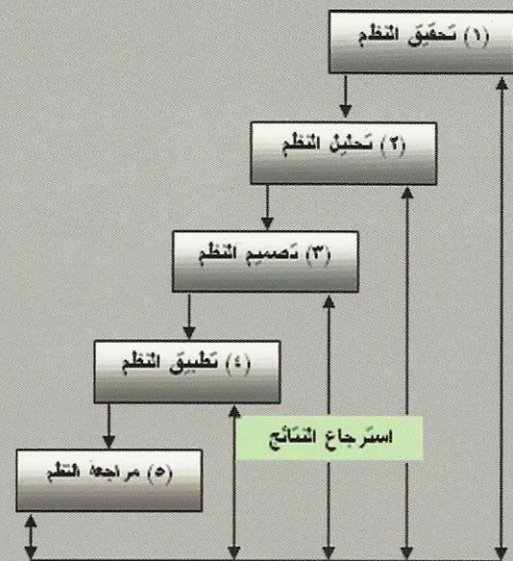 (١) تحقيق النظم
(٢) تحليل النظم
(٣) تصميم النظم
(٤) تطبيق النظم
استرجاع النتائج
(٥) مراجعة النظم